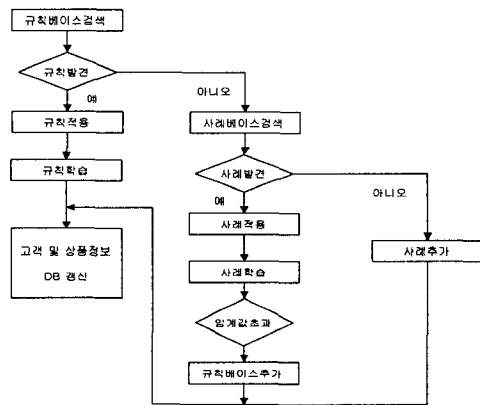 규칙베이스검색
규칙발견
예
아니오
규칙적용
사례베이스검색
규칙학습
사례발견
아니오
예
사례적용
고객 및 상품정보
DB 갱신
사례추가
사례학습
임계값초과
규칙베이스추가